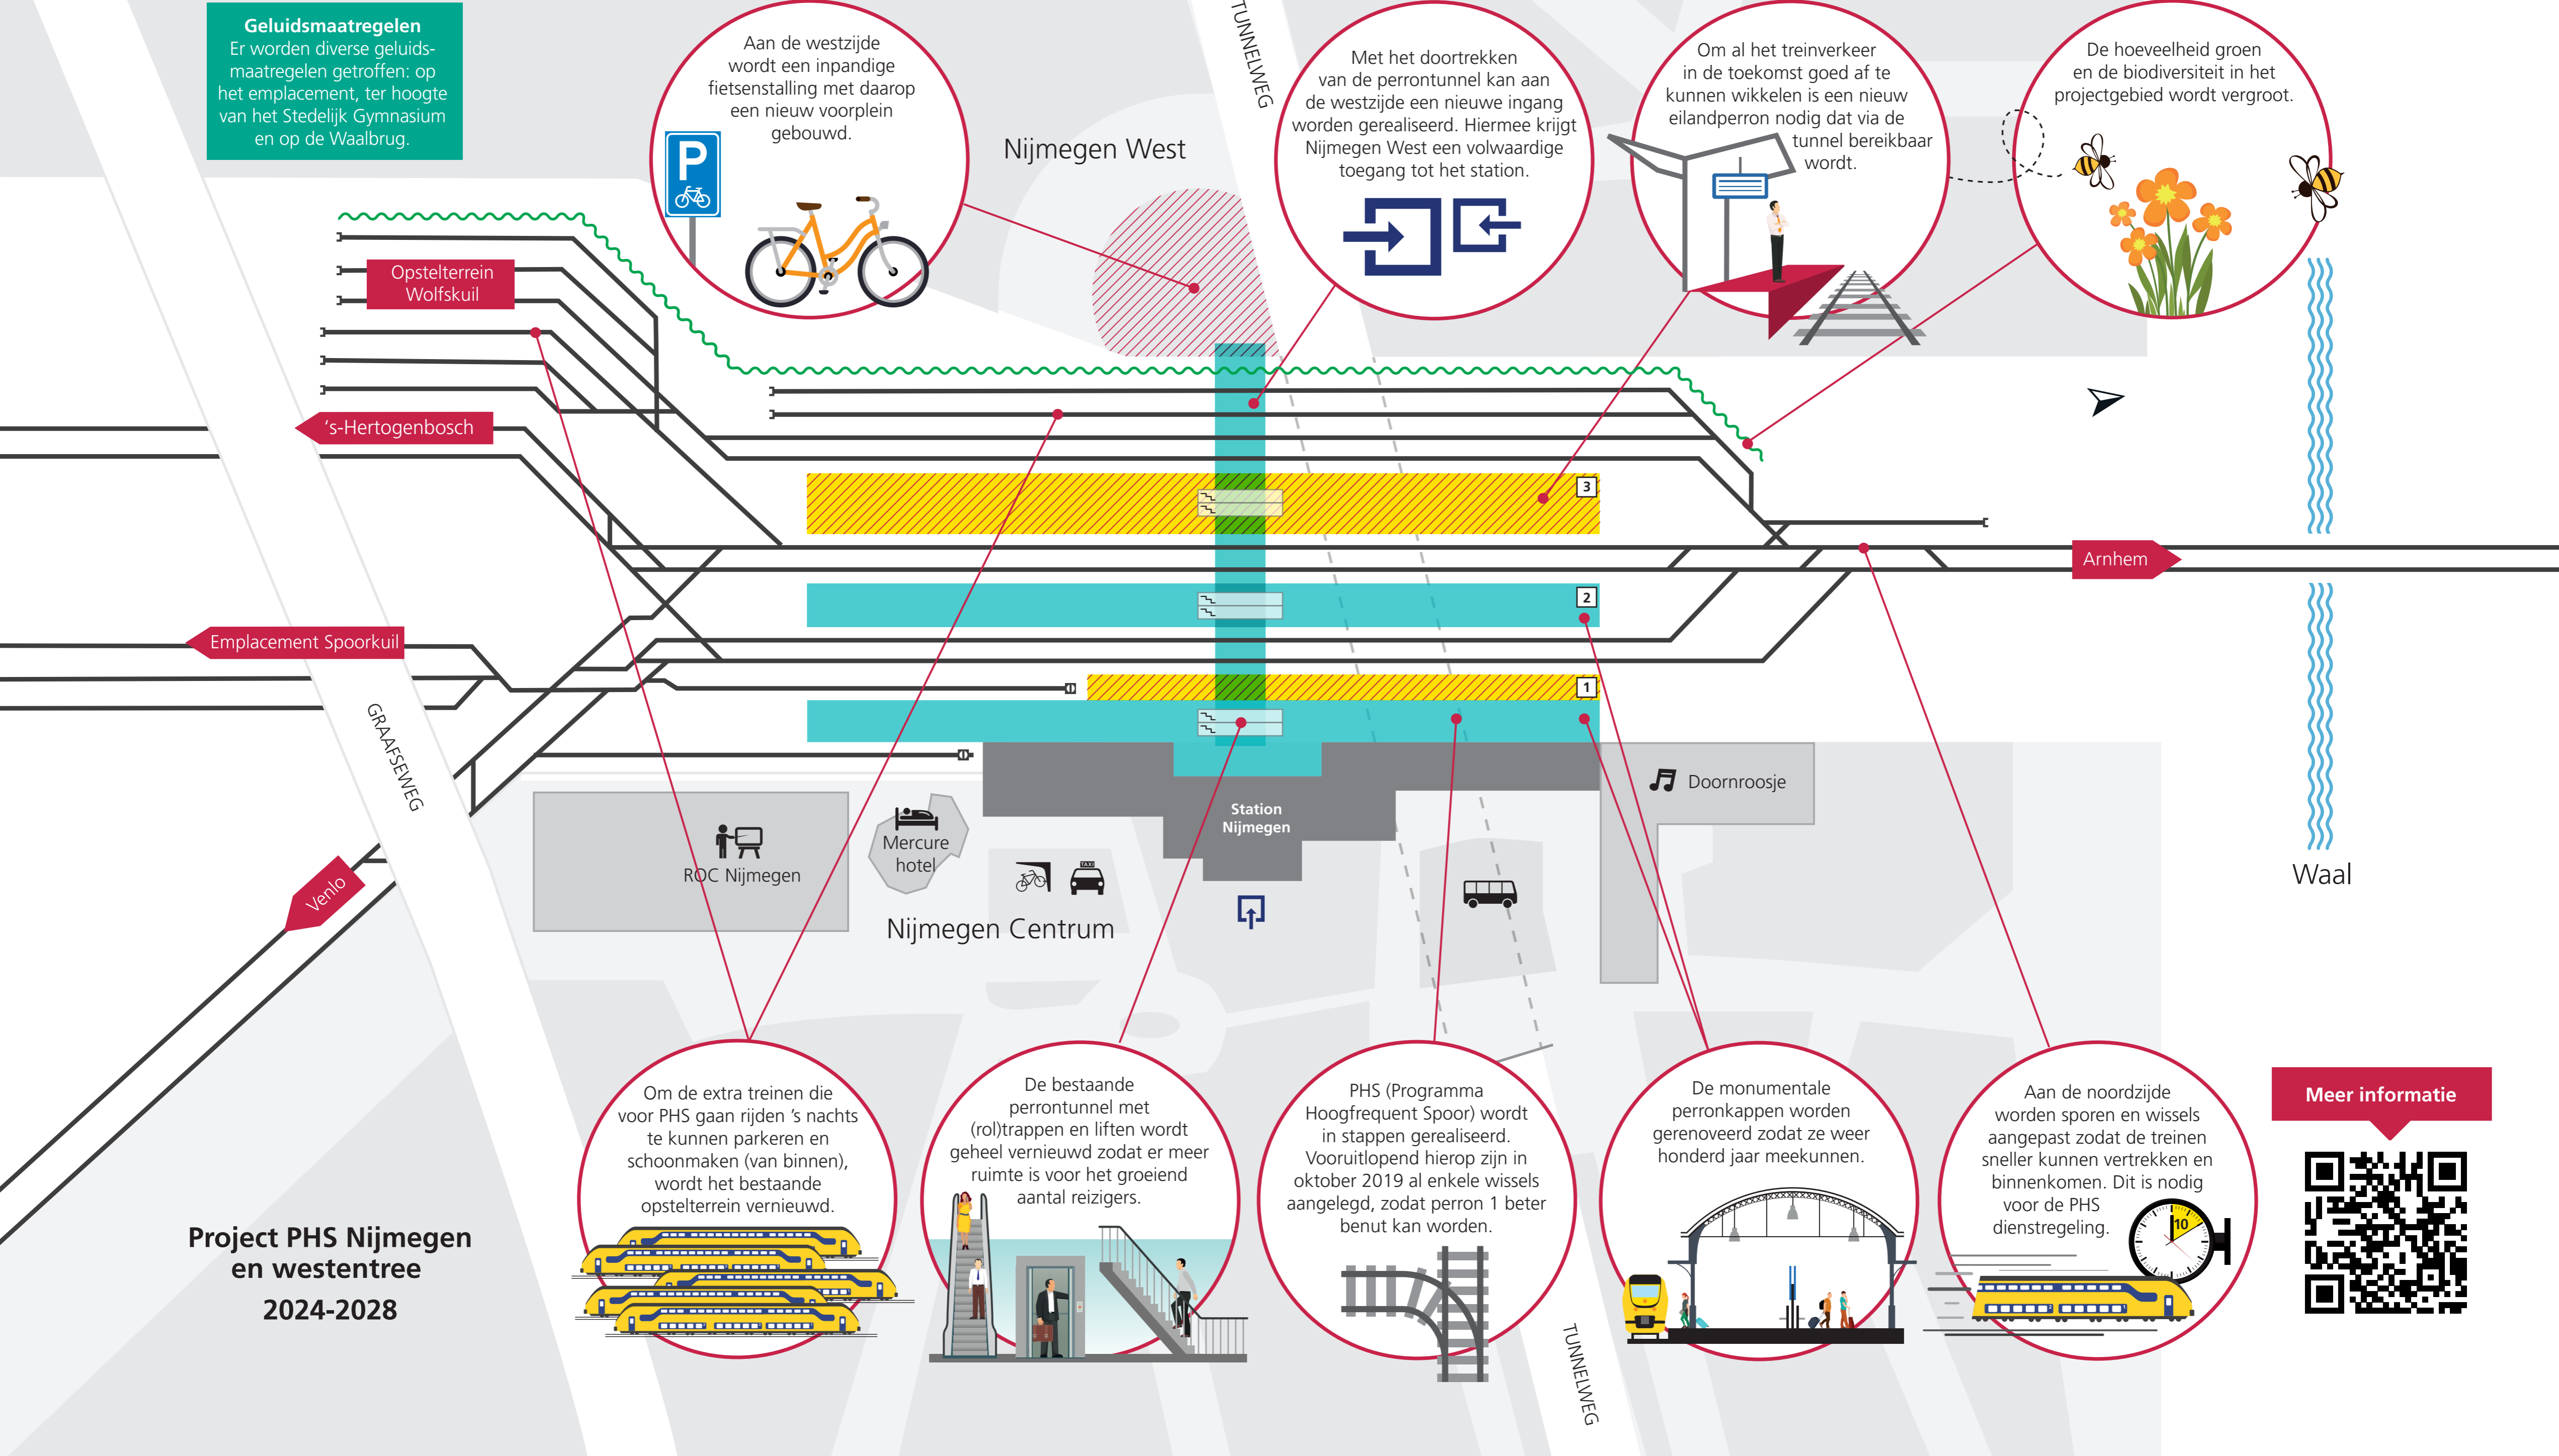 Geluidsmaatregelen
Er worden diverse geluids-
maatregelen getroffen: op
het emplacement, ter hoogte
van het Stedelijk Gymnasium
en op de Waalbrug.
Aan de westzijde
wordt een inpandige
fietsenstalling met daarop
een nieuw voorplein
gebouwd.
P
Nijmegen West
TUNNELWEG
Met het doortrekken
van de perrontunnel kan aan
de westzijde een nieuwe ingang
worden gerealiseerd. Hiermee krijgt
Nijmegen West een volwaardige
toegang tot het station.
Om al het treinverkeer
in de toekomst goed af te
kunnen wikkelen is een nieuw
eilandperron nodig dat via de
tunnel bereikbaar
wordt.
De hoeveelheid groen
en de biodiversiteit in het
projectgebied wordt vergroot.
Opstelterrein
Wolfskuil
's-Hertogenbosch
3
Arnhem
2
Emplacement Spoorkuil
1
GRAAFSEWEG
Venlo
ROC Nijmegen
Mercure
hotel
TAXI
Station
Nijmegen
Doornroosje
Nijmegen Centrum
Waal
Om de extra treinen die
voor PHS gaan rijden 's nachts
te kunnen parkeren en
schoonmaken (van binnen),
wordt het bestaande
opstelterrein vernieuwd.
De bestaande
perrontunnel met
(rol)trappen en liften wordt
geheel vernieuwd zodat er meer
ruimte is voor het groeiend
aantal reizigers.
PHS (Programma
Hoogfrequent Spoor) wordt
in stappen gerealiseerd.
Vooruitlopend hierop zijn in
oktober 2019 al enkele wissels
aangelegd, zodat perron 1 beter
benut kan worden.
De monumentale
perronkappen worden
gerenoveerd zodat ze weer
honderd jaar meekunnen.
Aan de noordzijde
worden sporen en wissels
aangepast zodat de treinen
sneller kunnen vertrekken en
binnenkomen. Dit is nodig
voor de PHS
dienstregeling.
10
Meer informatie
Project PHS Nijmegen
en westentree
2024-2028
TUNNELWEG